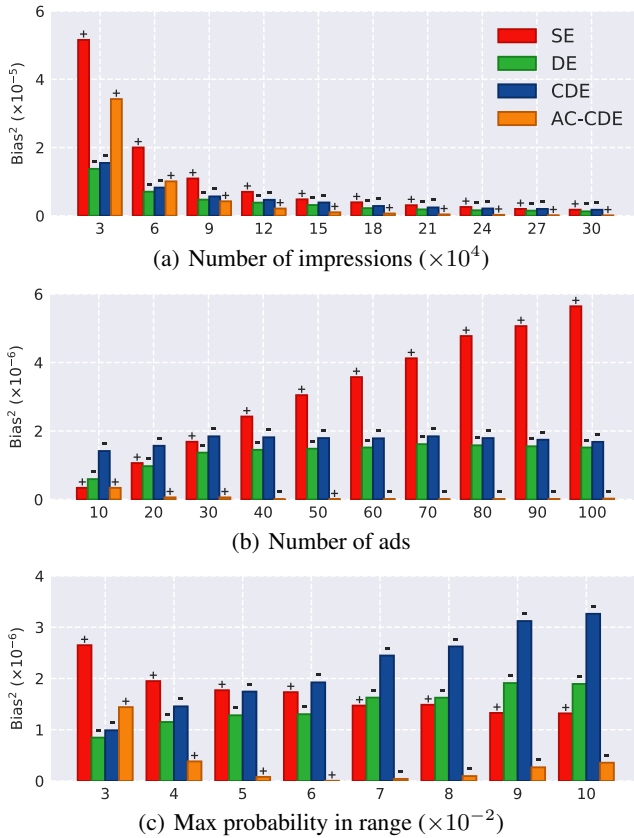 6
4
2
0
Bias² (×10⁻⁵)
SE
DE
CDE
AC-CDE
3 6 9 12 15 18 21 24 27 30
(a) Number of impressions (×10⁴)
6
4
2
0
Bias² (×10⁻⁶)
10 20 30 40 50 60 70 80 90 100
(b) Number of ads
4
3
2
1
0
Bias² (×10⁻⁶)
3 4 5 6 7 8 9 10
(c) Max probability in range (×10⁻²)